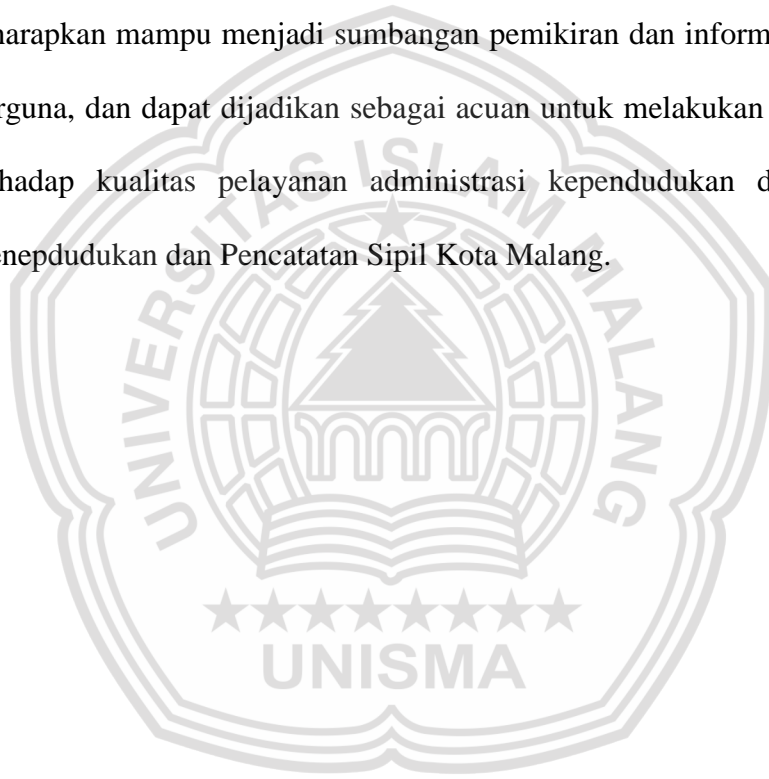 harapkan mampu menjadi sumbangan pemikiran dan inform
rguna, dan dapat dijadikan sebagai acuan untuk melakukan
hadap kualitas pelayanan administrasi kependudukan d
enepdudukan dan Pencatatan Sipil Kota Malang.
UNIVERSITAS ISLAM MALANG
UNISMA